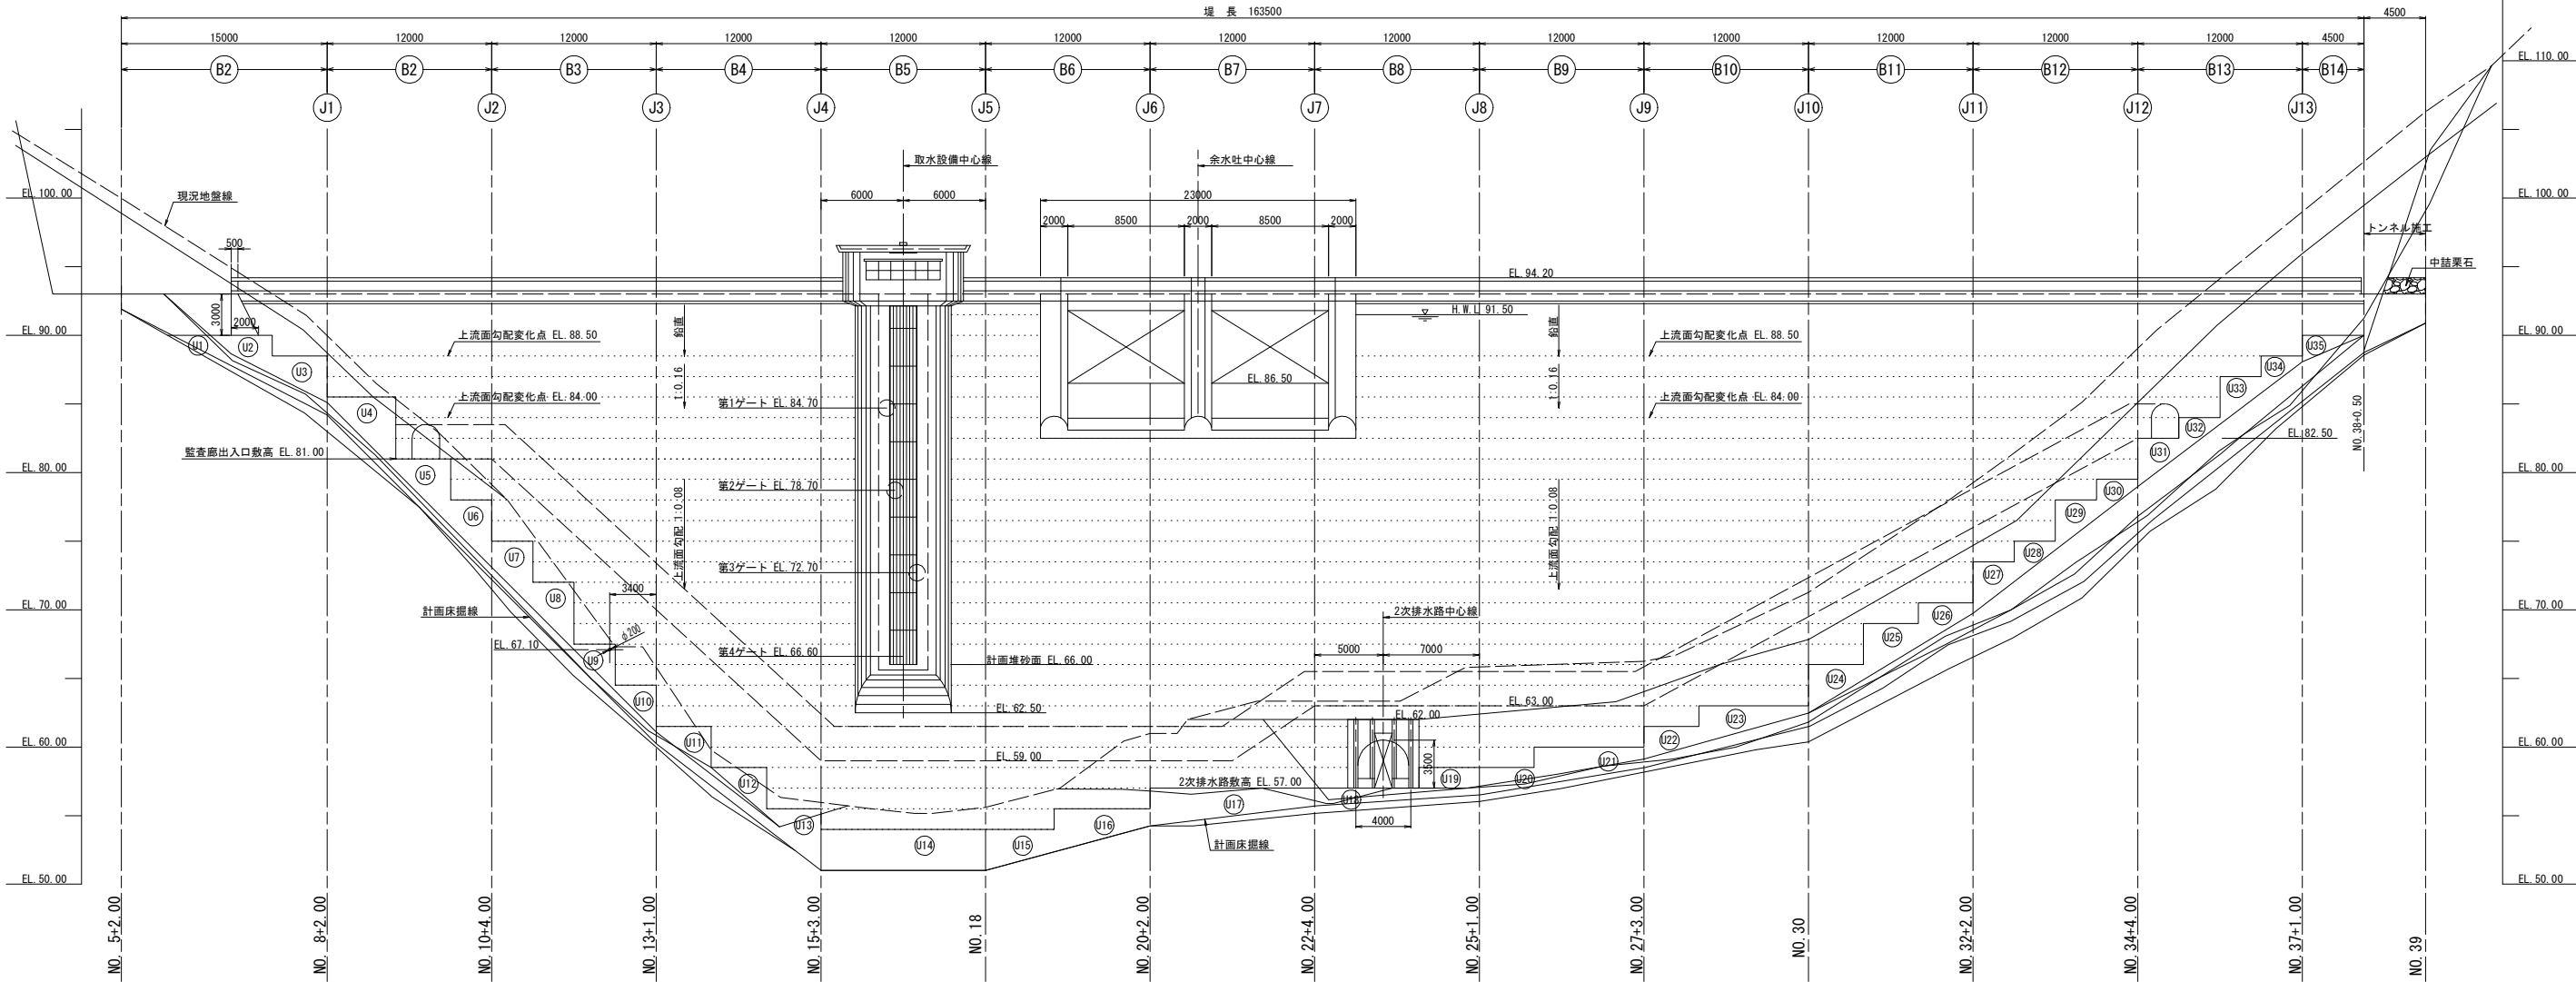 堤 長 163500
4500
15000 12000 12000 12000 12000 12000 12000 12000 12000 12000 12000 12000 12000 4500
B2 B2 B3 B4 B5 B6 B7 B8 B9 B10 B11 B12 B13 B14
J1 J2 J3 J4 J5 J6 J7 J8 J9 J10 J11 J12 J13
EL.110.00
取水設備中心線
余水吐中心線
6000 6000
23000
2000 8500 2000 8500 2000
EL.100.00
EL.100.00
現況地盤線
500
トンネル施工
中詰栗石
EL.94.20
3000
2000
H.W.L 91.50
EL.90.00
EL.90.00
鉛直
鉛直
上流面勾配変化点 EL.88.50
上流面勾配変化点 EL.88.50
1:0.16
1:0.16
EL.86.50
第1ゲート EL.84.70
上流面勾配変化点 EL.84.00
上流面勾配変化点 EL.84.00
NO.38+0.50
EL.82.50
監査廊出入口敷高 EL.81.00
EL.80.00
EL.80.00
第2ゲート EL.78.70
上流面勾配 1:0.08
上流面勾配 1:0.08
第3ゲート EL.72.70
3400
計画床掘線
EL.70.00
EL.70.00
2次排水路中心線
φ200
EL.67.10
第4ゲート EL.66.60
計画堆砂面 EL.66.00
5000 7000
EL.62.50
EL.63.00
EL.62.00
EL.60.00
EL.60.00
EL.59.00
3500
2次排水路敷高 EL.57.00
4000
計画床掘線
EL.50.00
EL.50.00
U1
U2
U3
U4
U5
U6
U7
U8
U9
U10
U11
U12
U13
U14
U15
U16
U17
U18
U19
U20
U21
U22
U23
U24
U25
U26
U27
U28
U29
U30
U31
U32
U33
U34
U35
NO. 5+2.00
NO. 8+2.00
NO.10+4.00
NO.13+1.00
NO.15+3.00
NO.18
NO.20+2.00
NO.22+4.00
NO.25+1.00
NO.27+3.00
NO.30
NO.32+2.00
NO.34+4.00
NO.37+1.00
NO.39